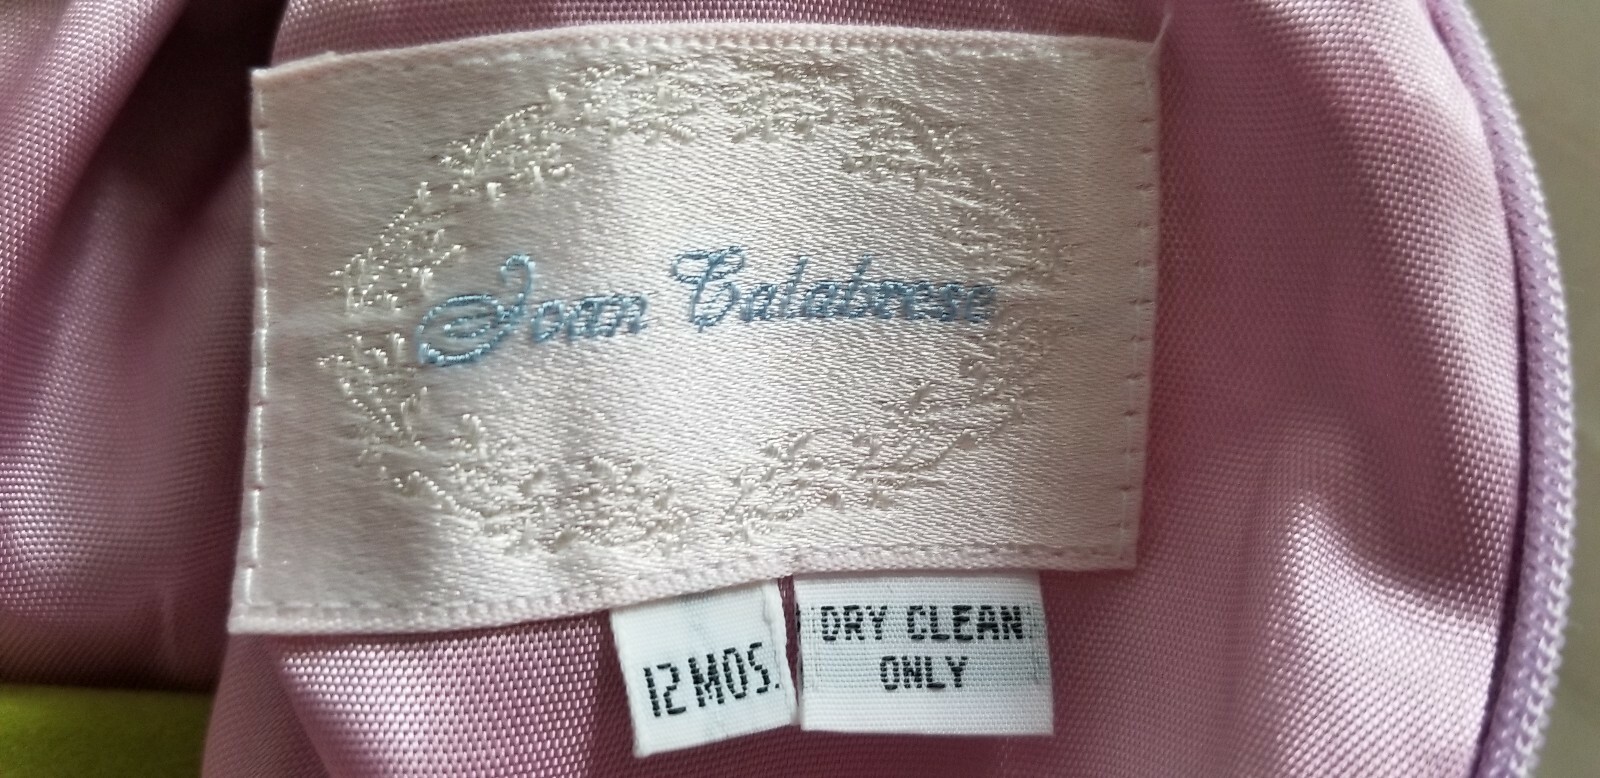 Joan Calabrese
12 MOS.
DRY CLEAN
ONLY